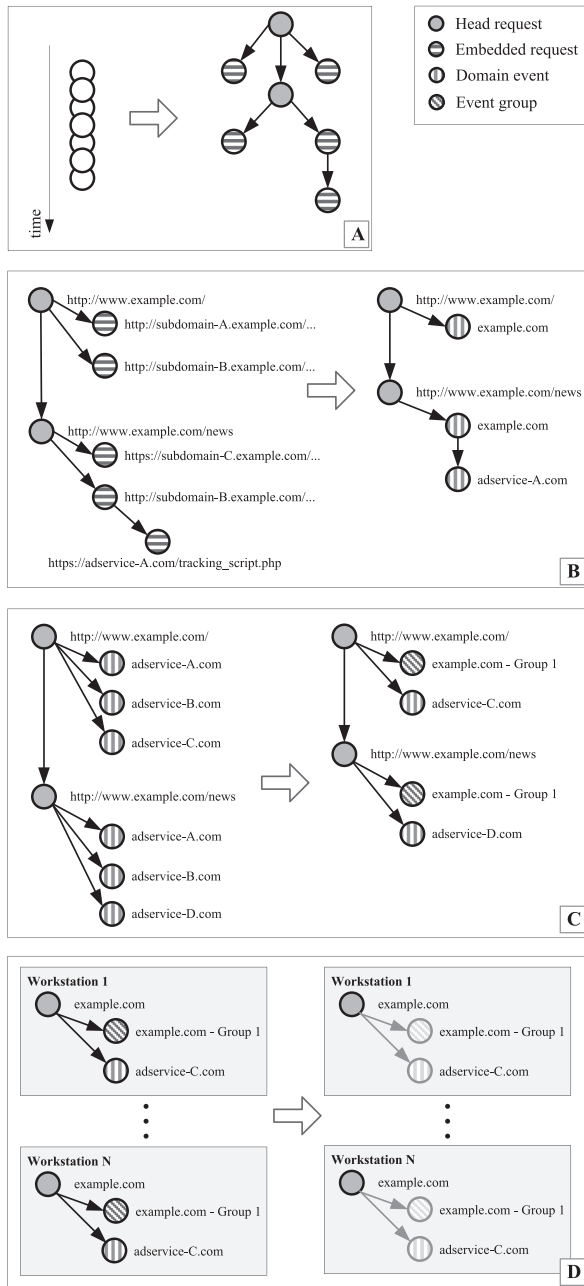 Head request
Embedded request
Domain event
Event group
time
A
http://www.example.com/
http://subdomain-A.example.com/...
http://subdomain-B.example.com/...
http://www.example.com/news
https://subdomain-C.example.com/...
http://subdomain-B.example.com/...
https://adservice-A.com/tracking_script.php
http://www.example.com/
example.com
http://www.example.com/news
example.com
adservice-A.com
B
http://www.example.com/
adservice-A.com
adservice-B.com
adservice-C.com
http://www.example.com/news
adservice-A.com
adservice-B.com
adservice-D.com
http://www.example.com/
example.com - Group 1
adservice-C.com
http://www.example.com/news
example.com - Group 1
adservice-D.com
C
Workstation 1
example.com
example.com - Group 1
adservice-C.com
Workstation N
example.com
example.com - Group 1
adservice-C.com
Workstation 1
example.com
example.com - Group 1
adservice-C.com
Workstation N
example.com
example.com - Group 1
adservice-C.com
D